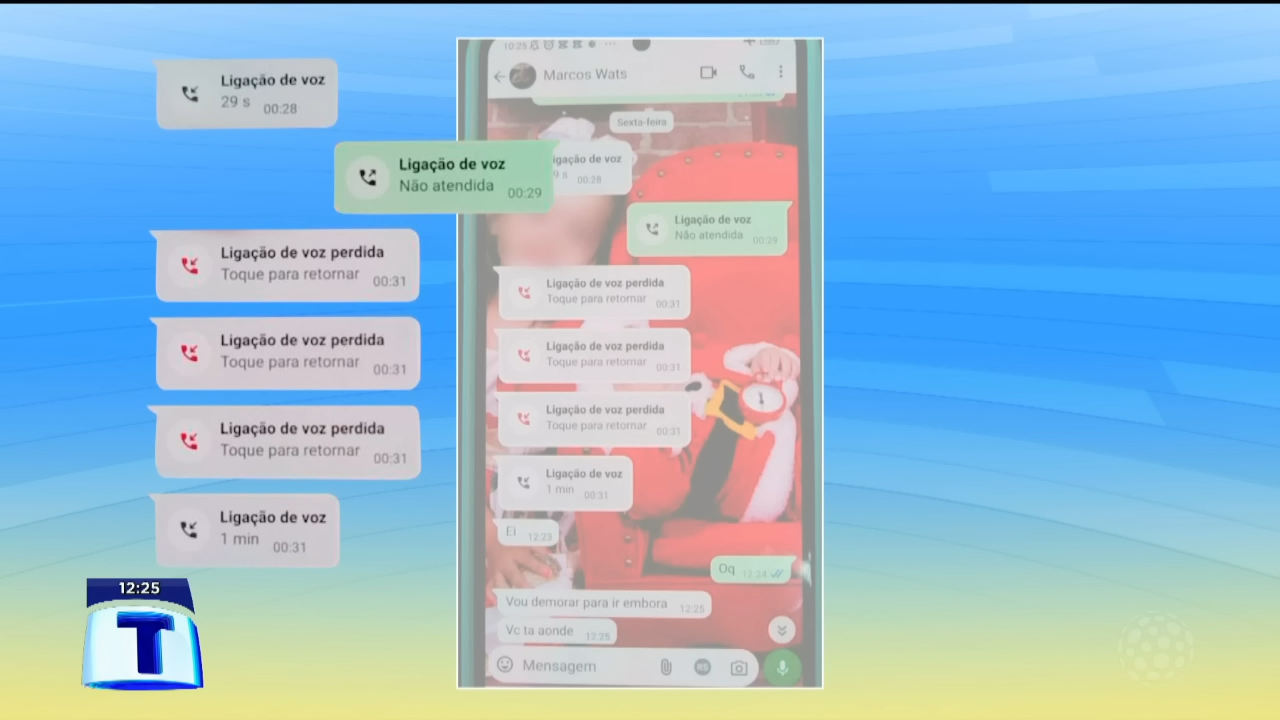 Ligação de voz
29 s 00:28
Ligação de voz
Não atendida 00:29
Ligação de voz perdida
Toque para retornar 00:31
Ligação de voz perdida
Toque para retornar 00:31
Ligação de voz perdida
Toque para retornar 00:31
Ligação de voz
1 min 00:31
12:25
T
10:25
Marcos Wats
Sexta-feira
igação de voz
9 s 00:28
Ligação de voz
Não atendida 00:29
Ligação de voz perdida
Toque para retornar 00:31
Ligação de voz perdida
Toque para retornar 00:31
Ligação de voz perdida
Toque para retornar 00:31
Ligação de voz
1 min 00:31
Ei 12:23
Oq 12:24
Vou demorar para ir embora 12:25
Vc ta aonde 12:25
Mensagem